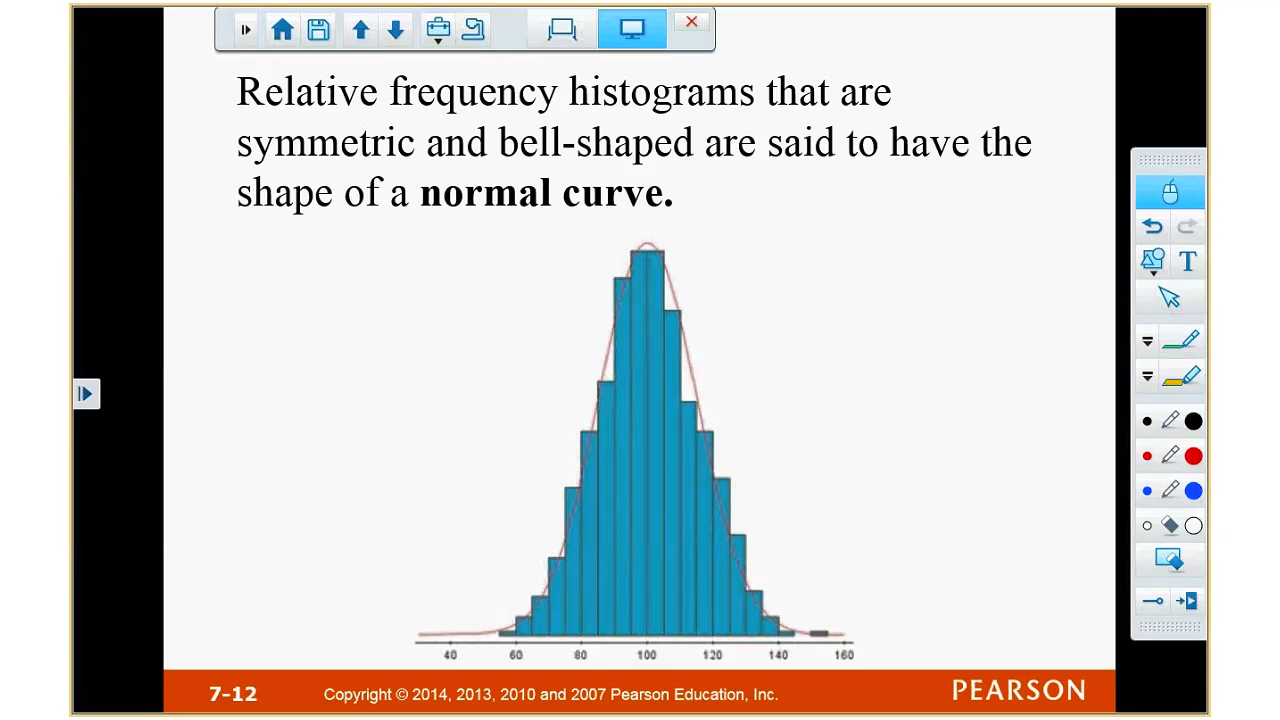 Relative frequency histograms that are
symmetric and bell-shaped are said to have the
shape of a normal curve.
40 60 80 100 120 140 160
7-12 Copyright © 2014, 2013, 2010 and 2007 Pearson Education, Inc. PEARSON
T